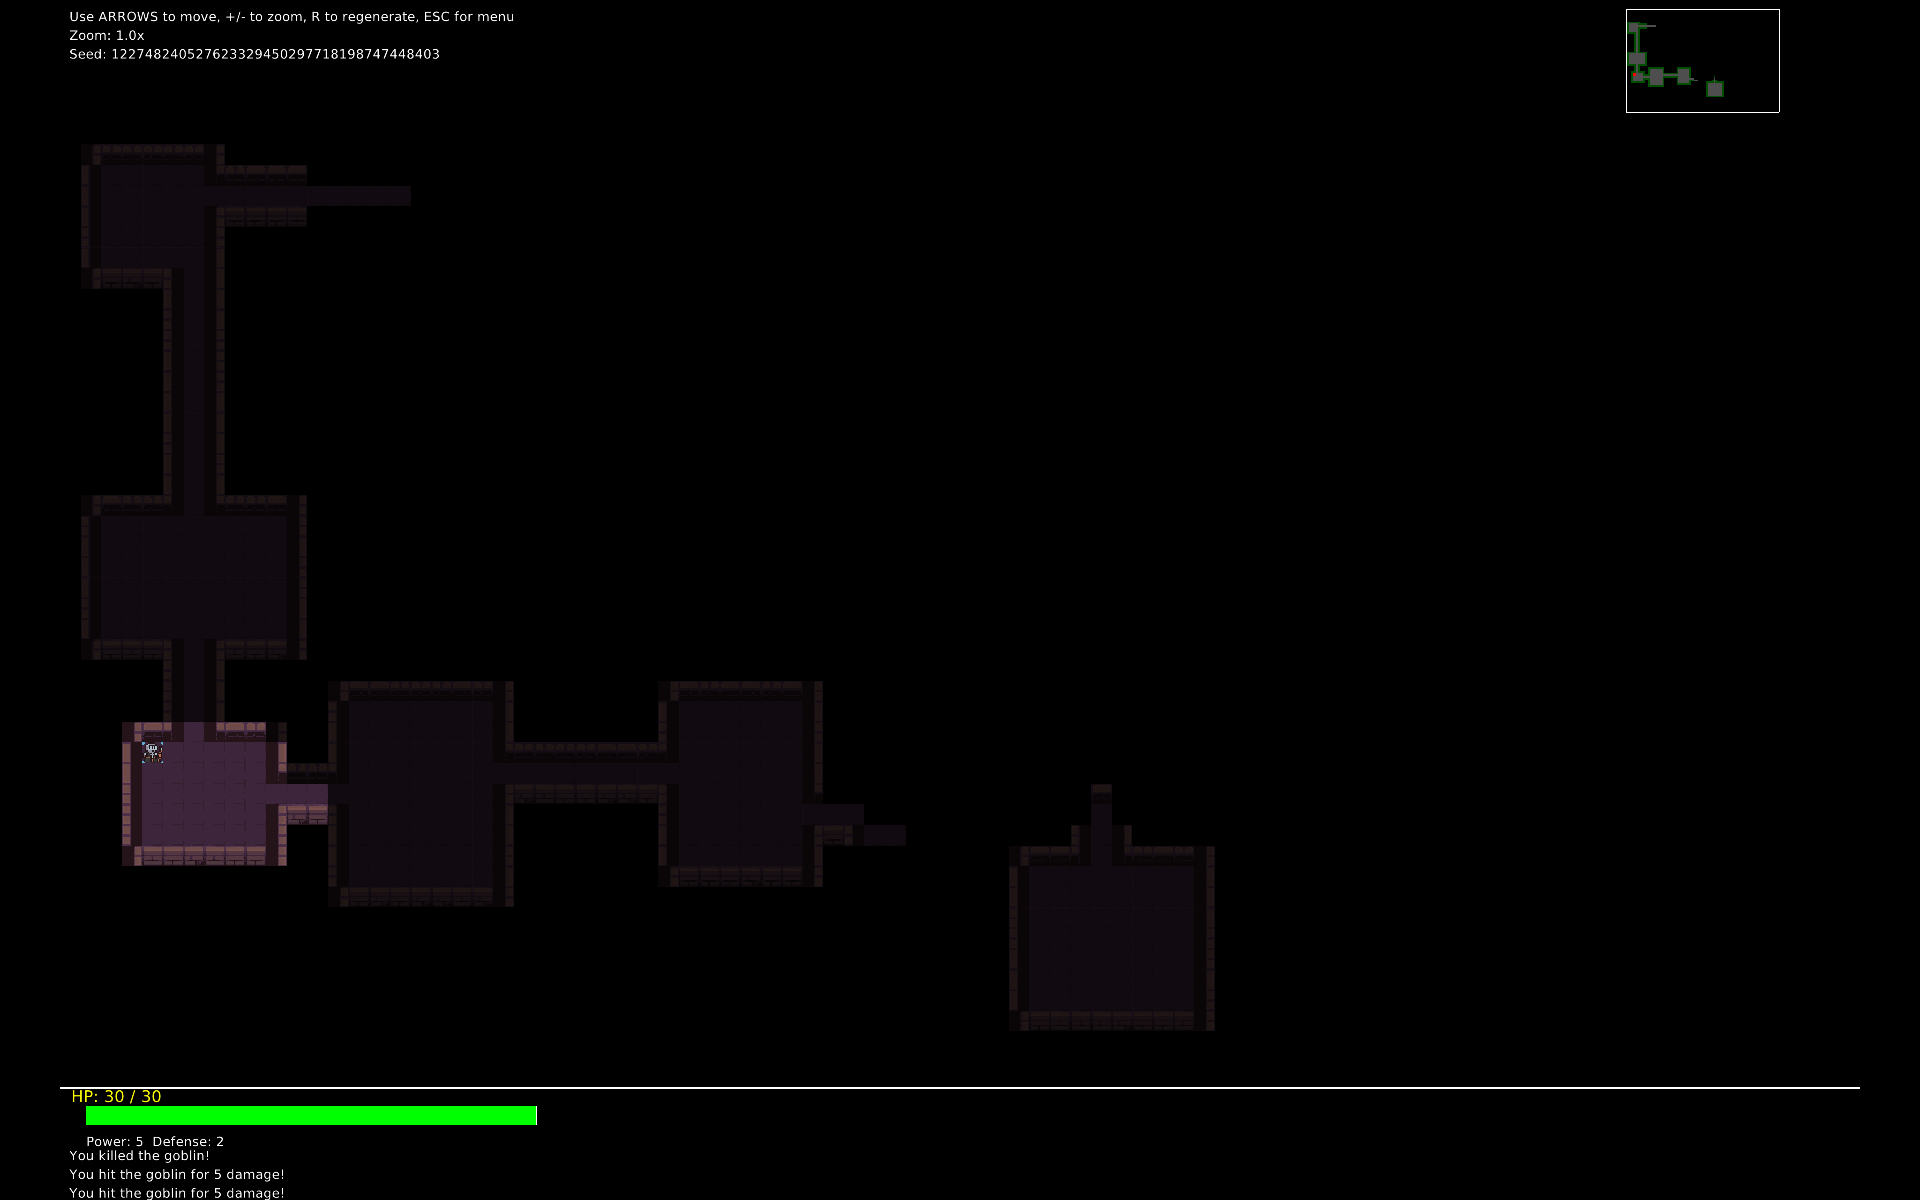 Use ARROWS to move, +/- to zoom, R to regenerate, ESC for menu
Zoom: 1.0x
Seed: 122748240527623329450297718198747448403
HP: 30 / 30
Power: 5  Defense: 2
You killed the goblin!
You hit the goblin for 5 damage!
You hit the goblin for 5 damage!